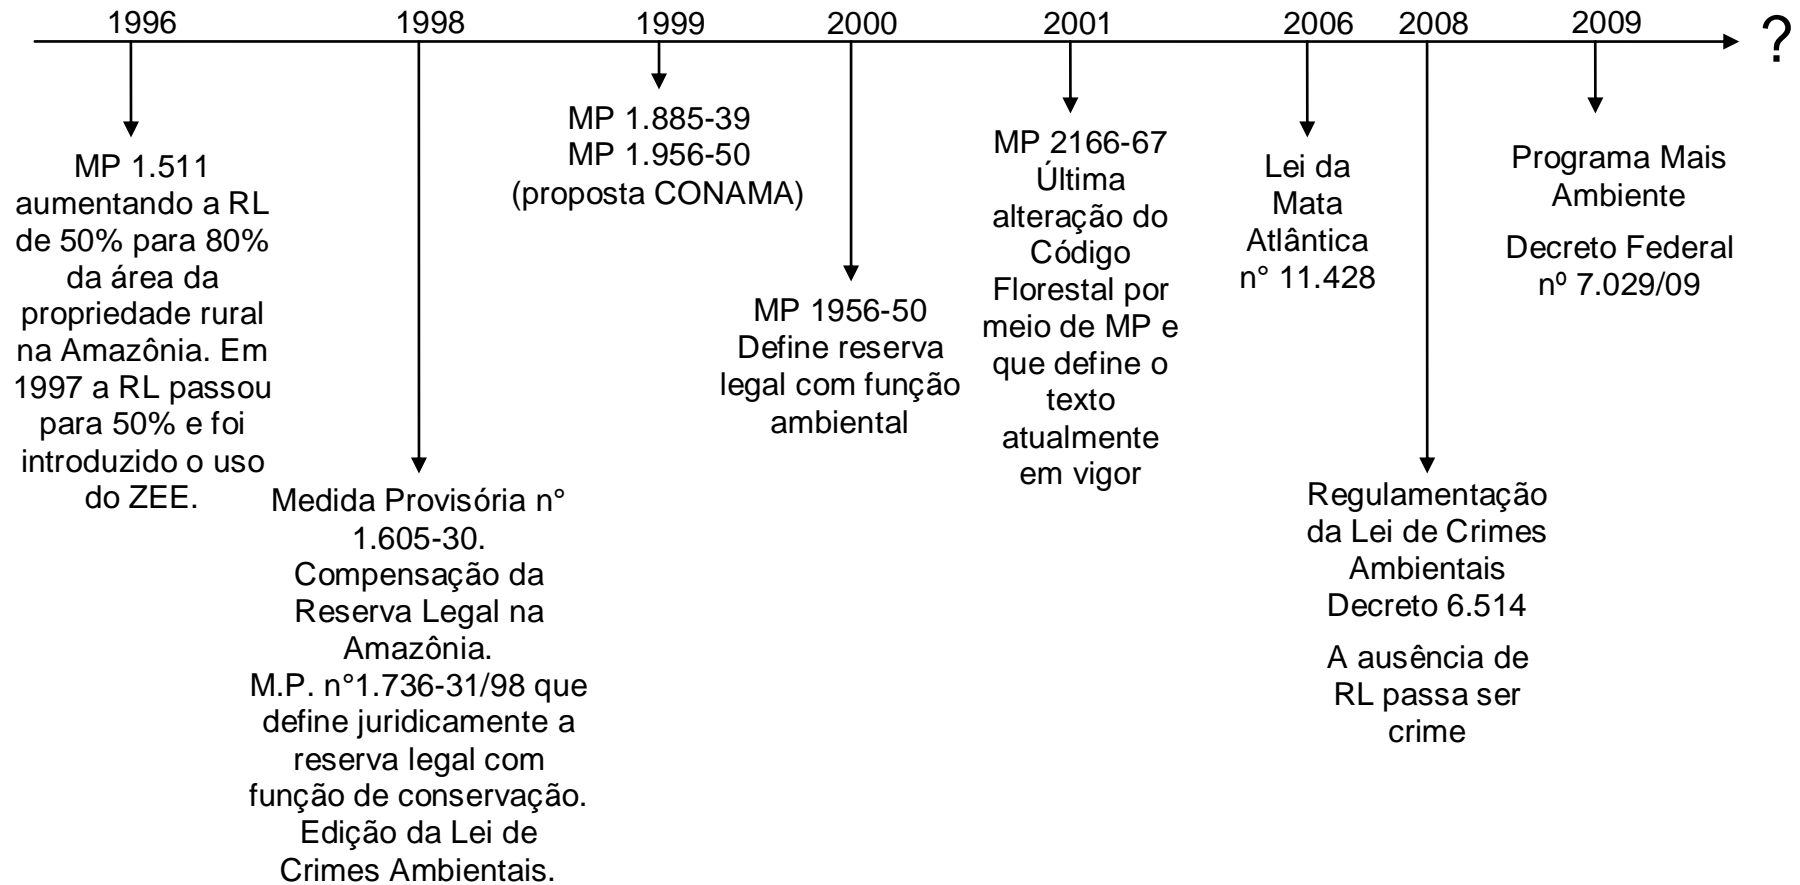 1996
1998
1999
2000
2001
2006
2008
2009
?
MP 1.511
aumentando a RL
de 50% para 80%
da área da
propriedade rural
na Amazônia. Em
1997 a RL passou
para 50% e foi
introduzido o uso
do ZEE.
Medida Provisória n°
1.605-30.
Compensação da
Reserva Legal na
Amazônia.
M.P. n°1.736-31/98 que
define juridicamente a
reserva legal com
função de conservação.
Edição da Lei de
Crimes Ambientais.
MP 1.885-39
MP 1.956-50
(proposta CONAMA)
MP 1956-50
Define reserva
legal com função
ambiental
MP 2166-67
Última
alteração do
Código
Florestal por
meio de MP e
que define o
texto
atualmente
em vigor
Lei da
Mata
Atlântica
n° 11.428
Regulamentação
da Lei de Crimes
Ambientais
Decreto 6.514
A ausência de
RL passa ser
crime
Programa Mais
Ambiente
Decreto Federal
nº 7.029/09